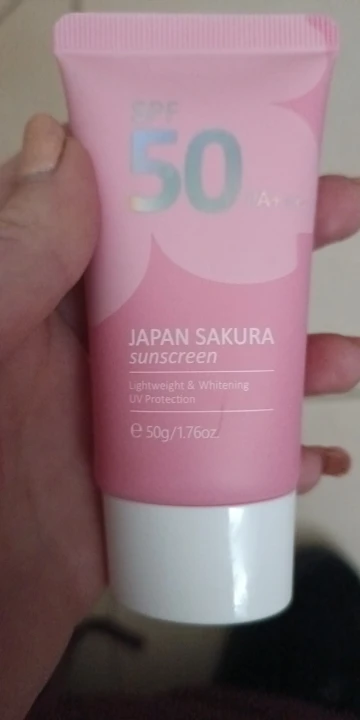 SPF
50
JAPAN SAKURA
sunscreen
Lightweight & Whitening
UV Protection
℮ 50g/1.76oz.